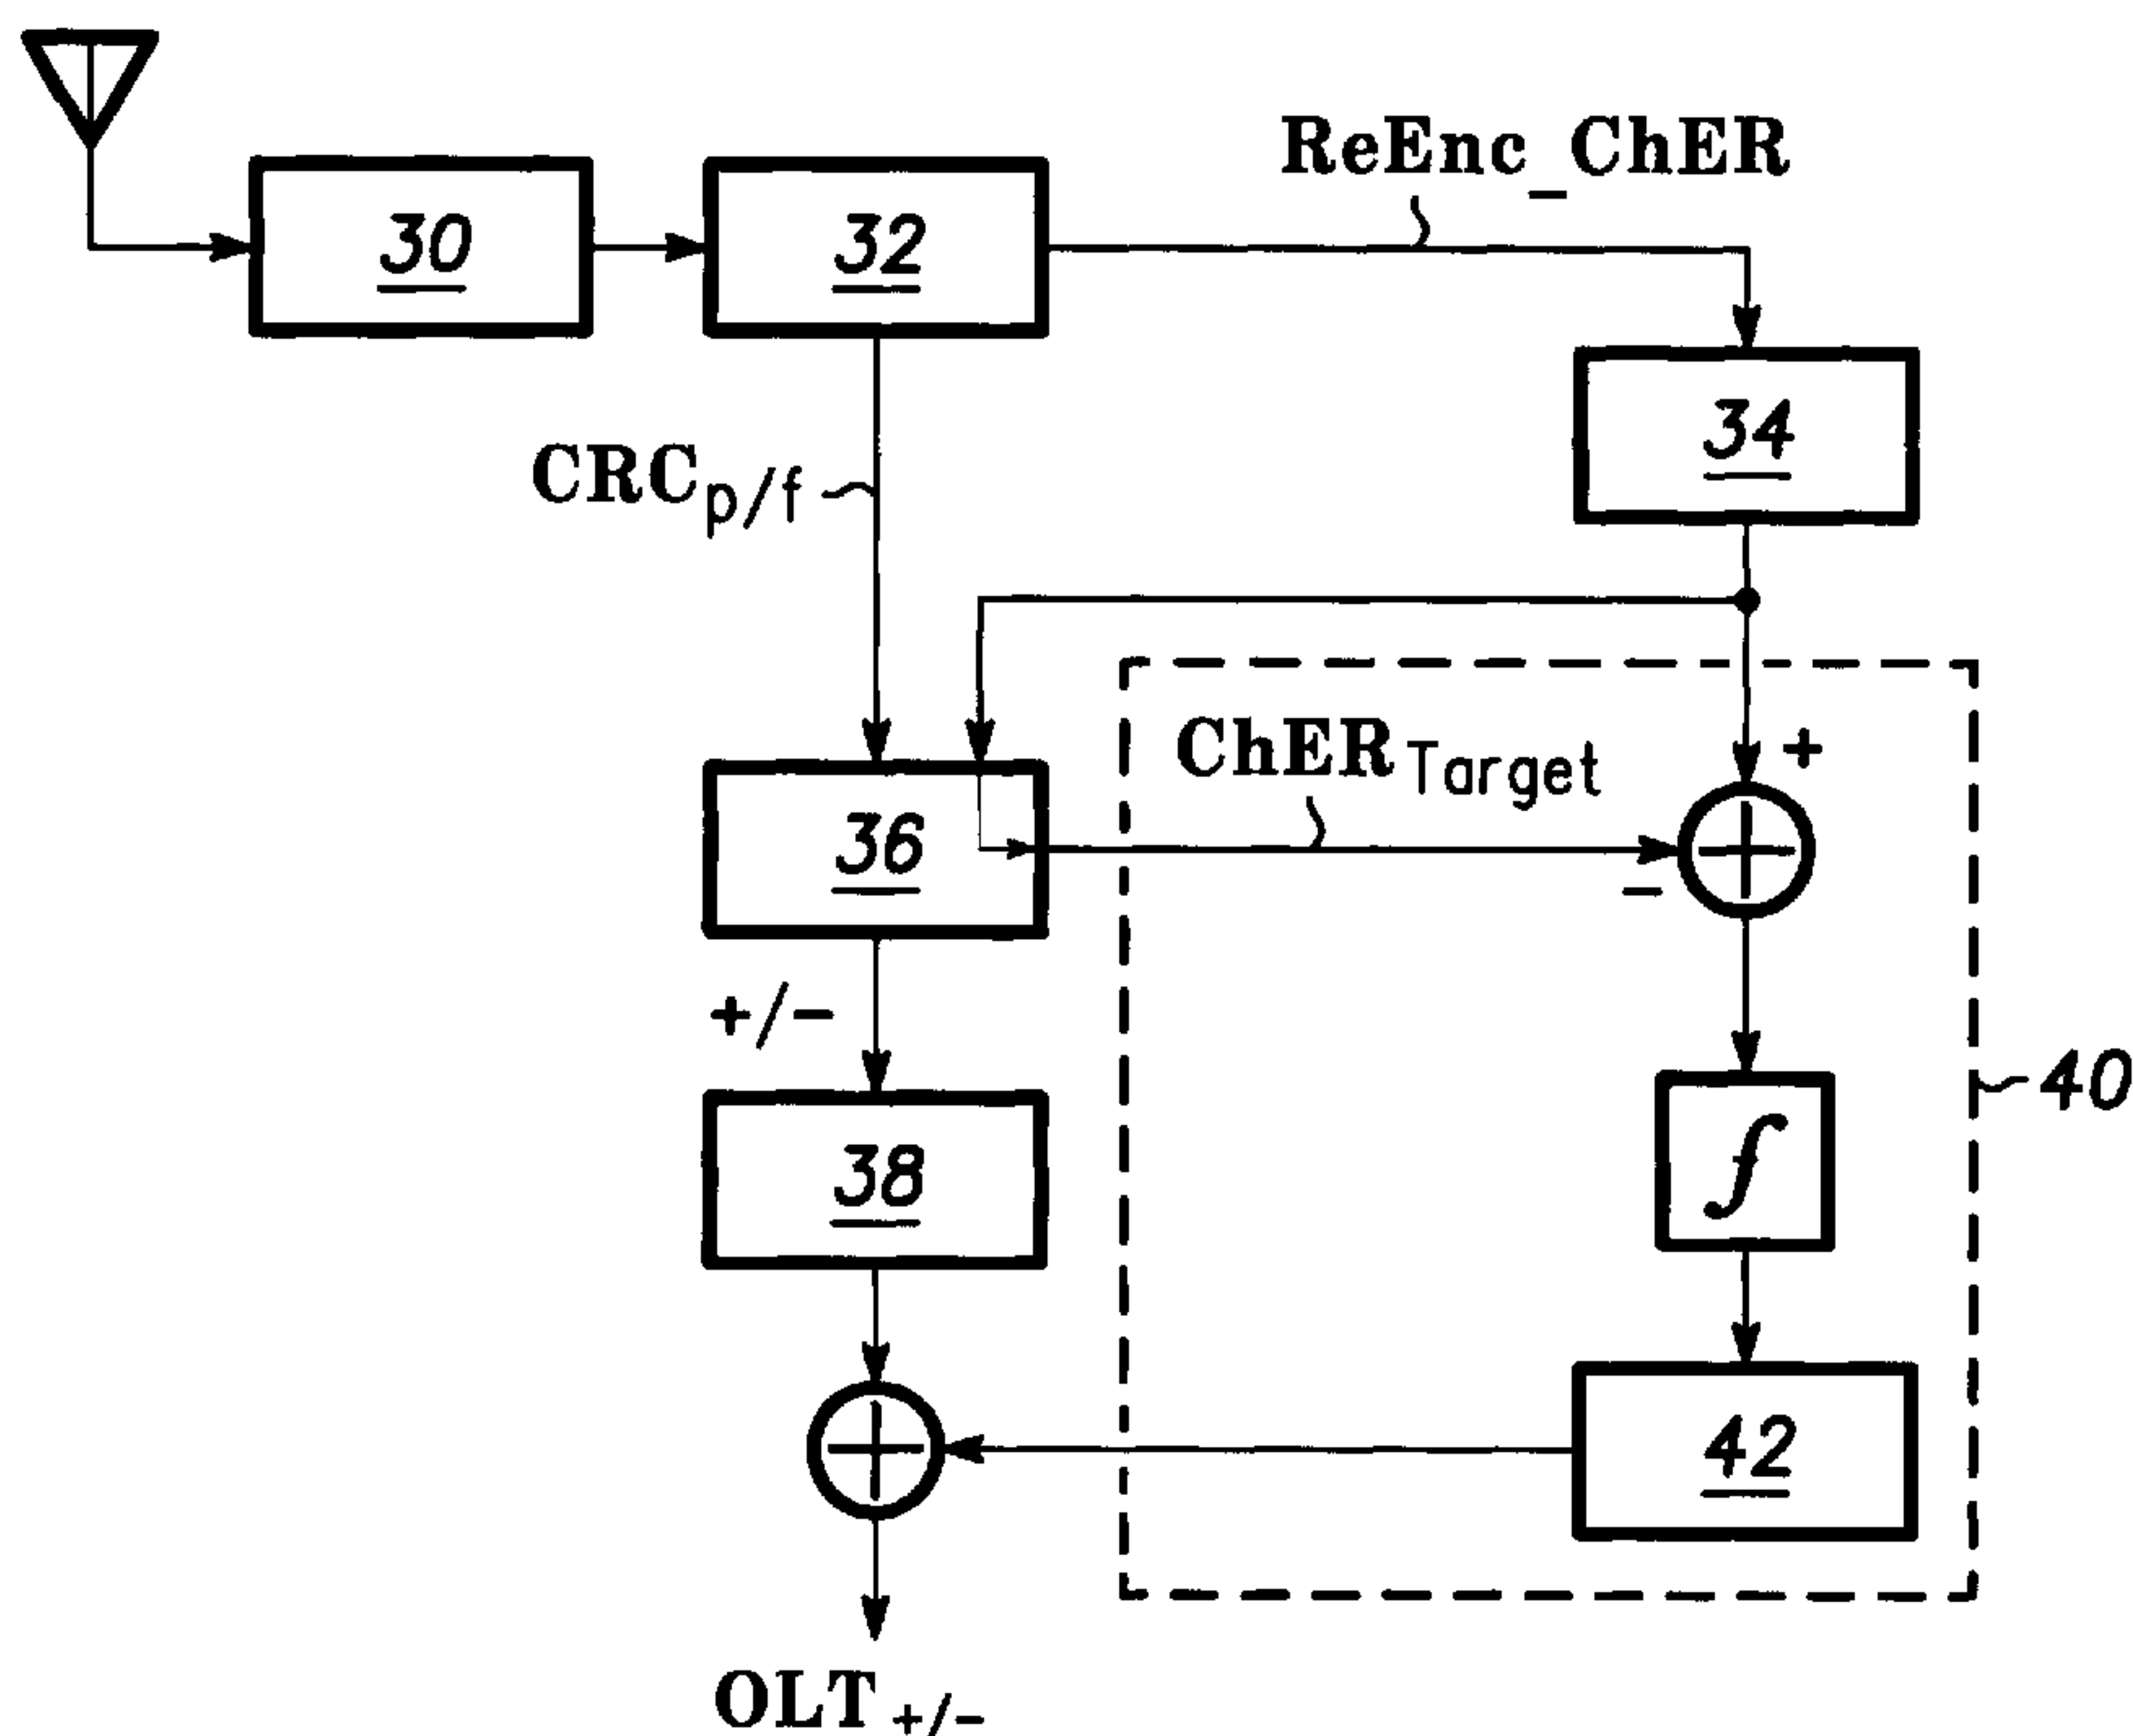 ReEnc_ChER
30
32
34
CRCp/f
ChERTarget
+
36
−
+/−
40
38
∫
42
OLT+/−